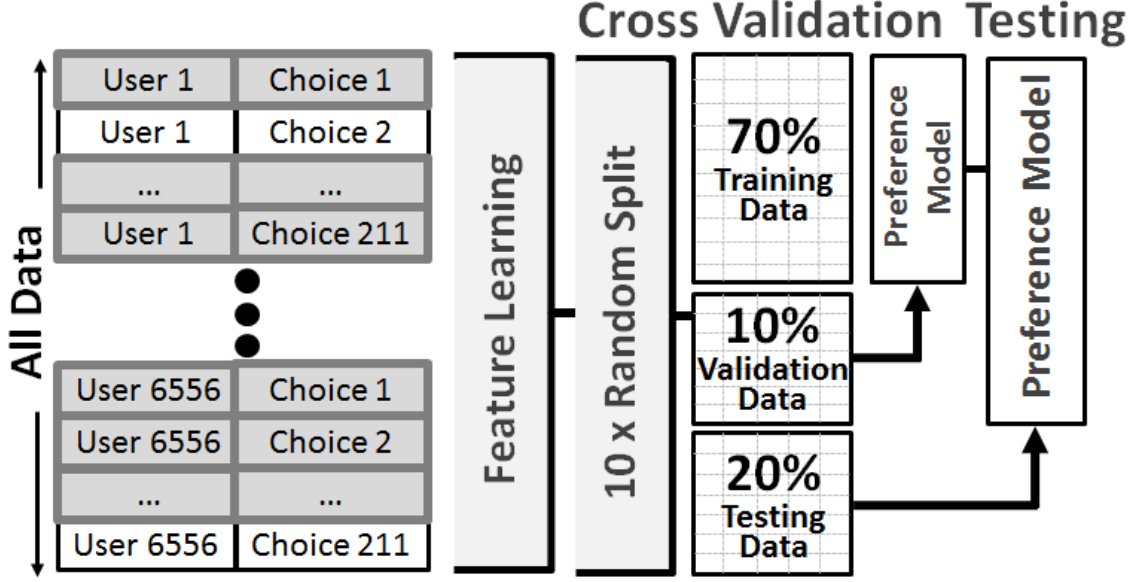 Cross Validation Testing
All Data
User 1 Choice 1
User 1 Choice 2
... ...
User 1 Choice 211
User 6556 Choice 1
User 6556 Choice 2
... ...
User 6556 Choice 211
Feature Learning
10 x Random Split
70%
Training
Data
10%
Validation
Data
20%
Testing
Data
Preference
Model
Preference Model